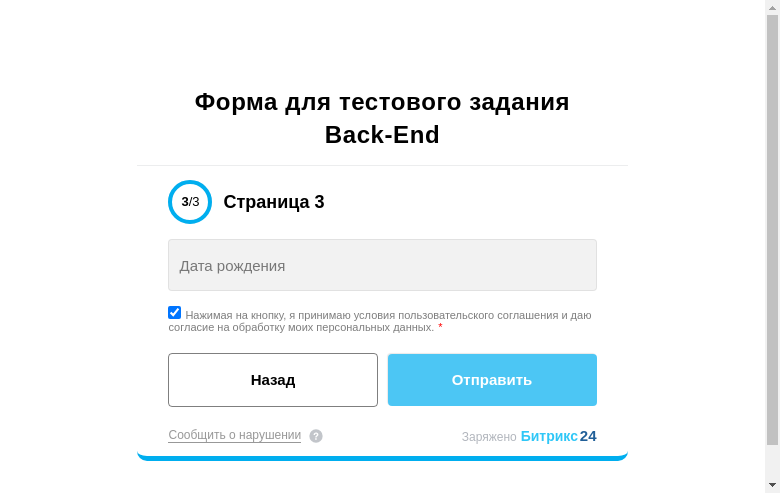 Форма для тестового задания
Back-End
3/3
Страница 3
Дата рождения
Нажимая на кнопку, я принимаю условия пользовательского соглашения и даю
согласие на обработку моих персональных данных. *
Назад
Отправить
Сообщить о нарушении ?
Заряжено Битрикс24